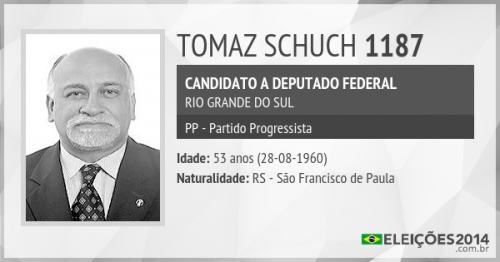 TOMAZ SCHUCH 1187
CANDIDATO A DEPUTADO FEDERAL
RIO GRANDE DO SUL
PP - Partido Progressista
Idade: 53 anos (28-08-1960)
Naturalidade: RS - São Francisco de Paula
ELEIÇÕES2014
.com.br